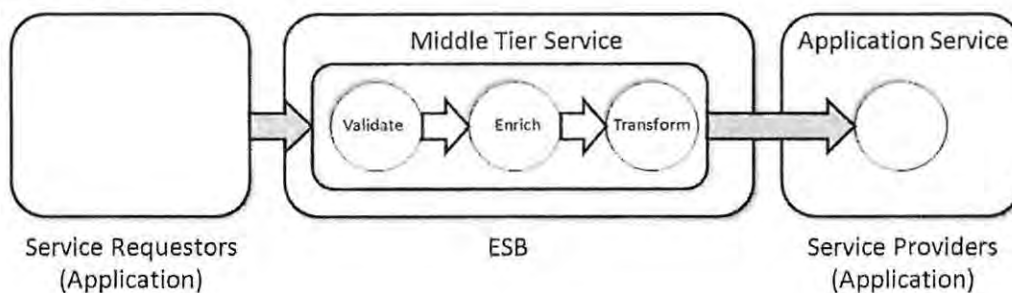 Middle Tier Service
Application Service
Validate
Enrich
Transform
Service Requestors
(Application)
ESB
Service Providers
(Application)